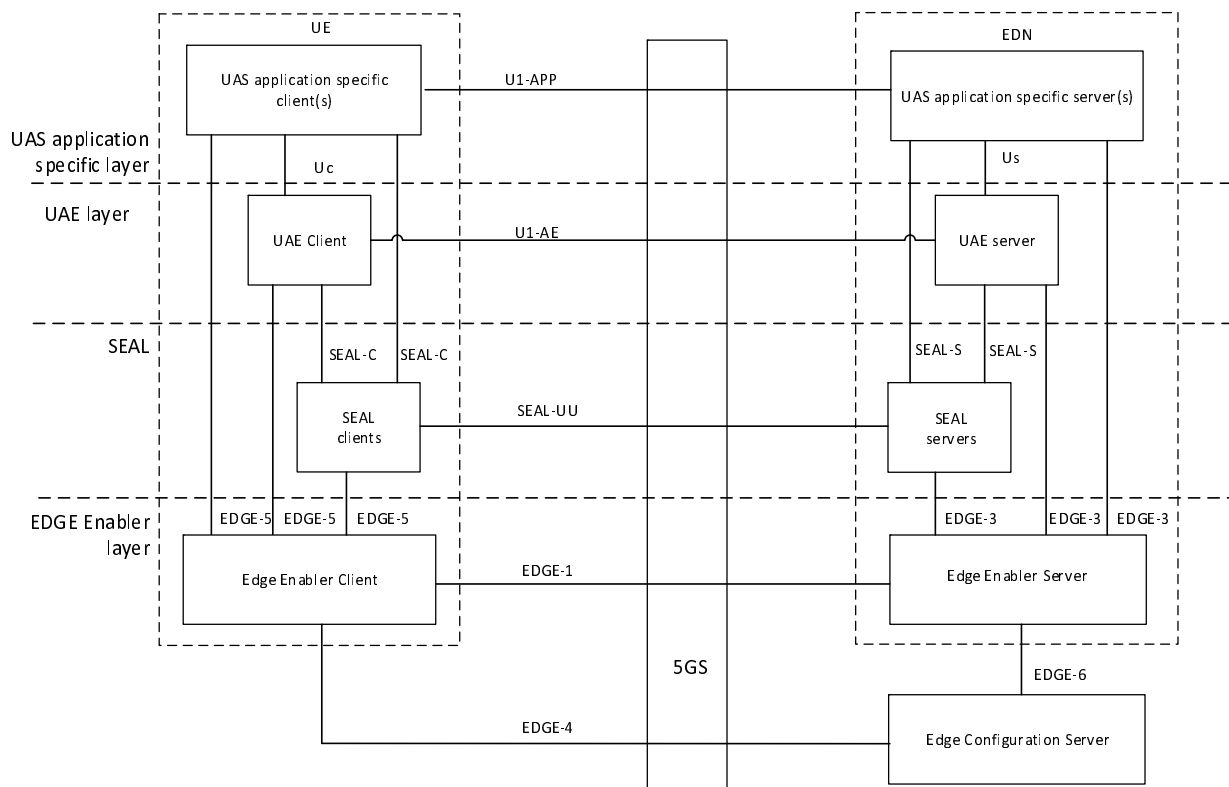 UE
EDN
UAS application specific
client(s)
U1-APP
UAS application specific server(s)
UAS application
specific layer
Uc
Us
UAE layer
UAE Client
U1-AE
UAE server
SEAL
SEAL-C
SEAL-C
SEAL-S
SEAL-S
SEAL
clients
SEAL-UU
SEAL
servers
EDGE Enabler
layer
EDGE-5
EDGE-5
EDGE-5
EDGE-3
EDGE-3
EDGE-3
Edge Enabler Client
EDGE-1
Edge Enabler Server
5GS
EDGE-6
EDGE-4
Edge Configuration Server